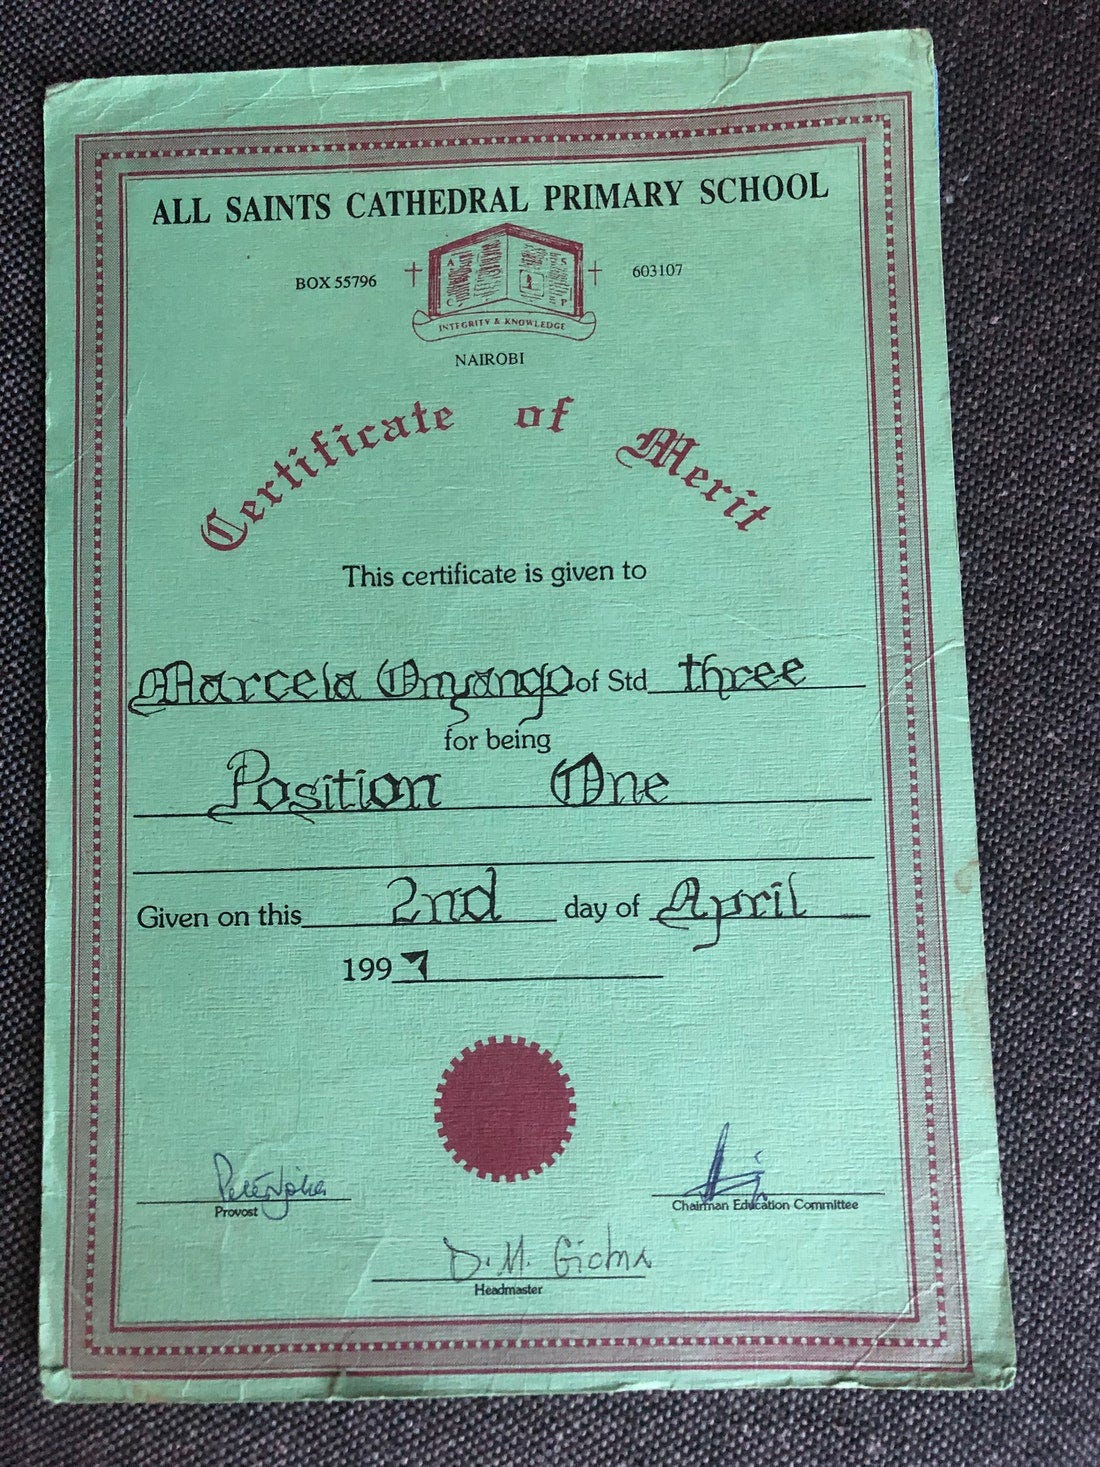 ALL SAINTS CATHEDRAL PRIMARY SCHOOL
BOX 55796
603107
A S
C P
INTEGRITY & KNOWLEDGE
NAIROBI
Certificate of Merit
This certificate is given to
Marcela Onyango of Std three
for being
Position One
Given on this 2nd day of April
1997
Provost
Chairman Education Committee
D. M.
Headmaster